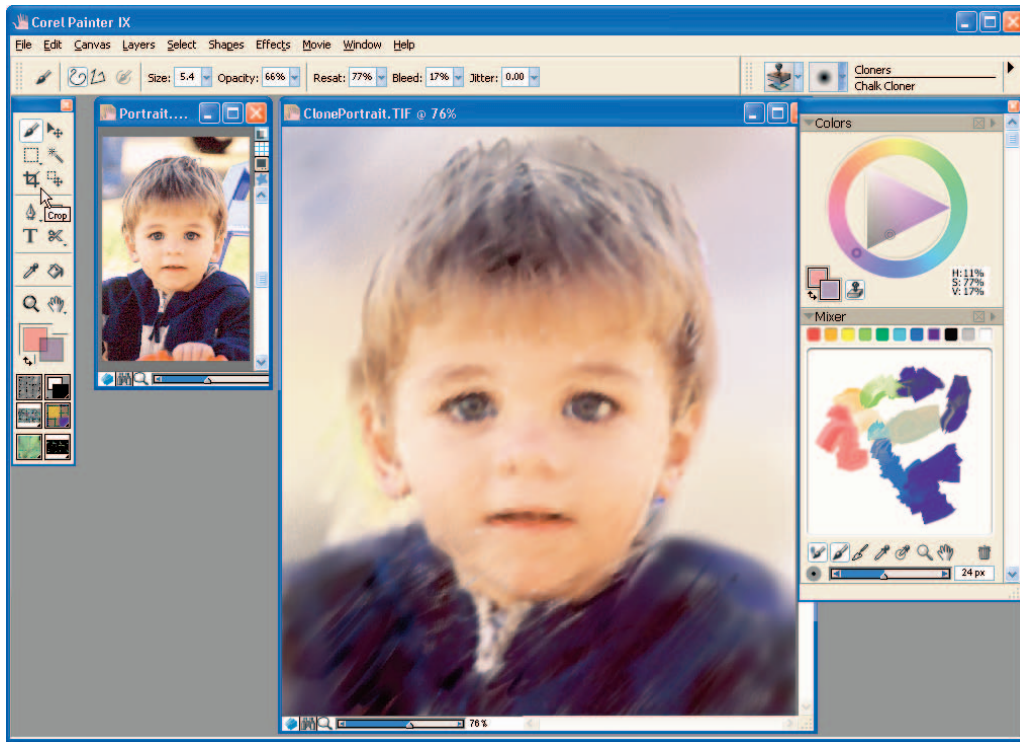 Corel Painter IX
File Edit Canvas Layers Select Shapes Effects Movie Window Help
Size: 5.4 Opacity: 66% Resat: 77% Bleed: 17% Jitter: 0.00
Cloners
Chalk Cloner
Portrait....
ClonePortrait.TIF @ 76%
Colors
Crop
T
H:11%
S:77%
V:17%
Mixer
24 px
76%